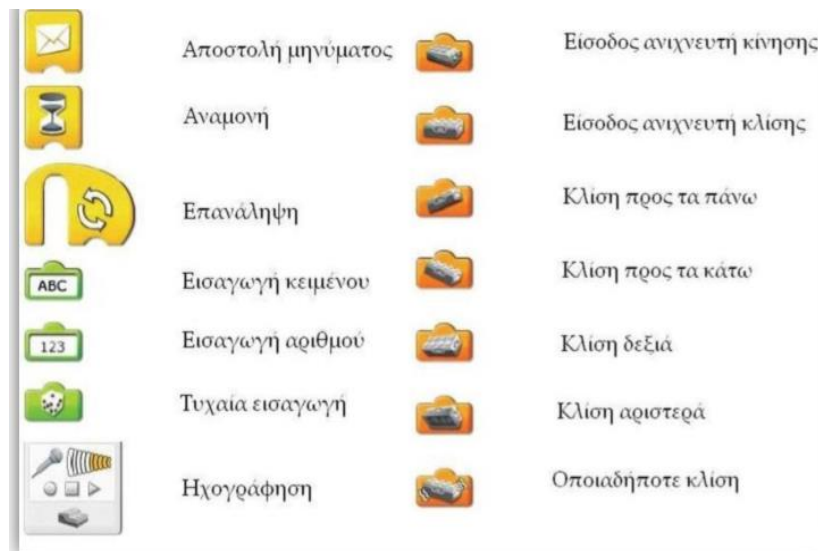 Αποστολή μηνύματος
Αναμονή
Επανάληψη
ABC
Εισαγωγή κειμένου
123
Εισαγωγή αριθμού
Τυχαία εισαγωγή
Ηχογράφηση
Είσοδος ανιχνευτή κίνησης
Είσοδος ανιχνευτή κλίσης
Κλίση προς τα πάνω
Κλίση προς τα κάτω
Κλίση δεξιά
Κλίση αριστερά
Οποιαδήποτε κλίση